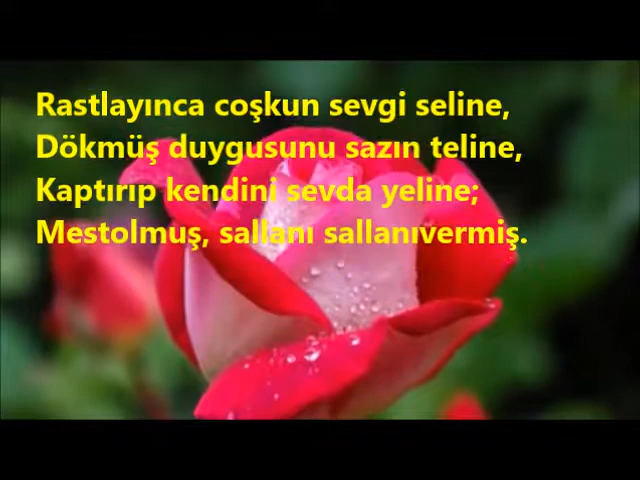 Rastlayınca coşkun sevgi seline,
Dökmüş duygusunu sazın teline,
Kaptırıp kendini sevda yeline;
Mestolmuş, sallanı sallanıvermiş.